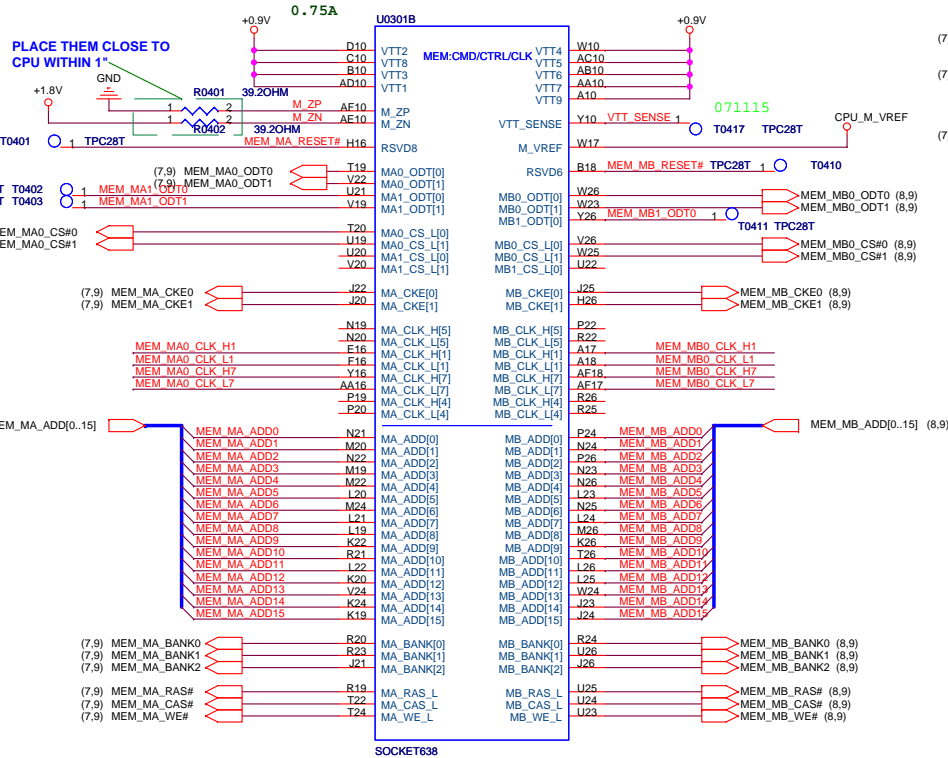 0.75A
+0.9V
U0301B
+0.9V
PLACE THEM CLOSE TO
CPU WITHIN 1"
MEM:CMD/CTRL/CLK
D10 VTT2 VTT4 W10
C10 VTT8 VTT5 AC10
B10 VTT3 VTT6 AB10
AD10 VTT1 VTT7 AA10
VTT9 A10
GND
R0401 39.2OHM
+1.8V
1 2 M_ZP AF10 M_ZP
1 2 M_ZN AE10 M_ZN
R0402 39.2OHM
071115
VTT_SENSE Y10 VTT_SENSE 1 T0417 TPC28T
CPU_M_VREF
T0401 1 TPC28T MEM_MA_RESET# H16 RSVD8 M_VREF W17
RSVD6 B18 MEM_MB_RESET# TPC28T 1 T0410
(7,9) MEM_MA0_ODT0 T19 MA0_ODT[0]
(7,9) MEM_MA0_ODT1 V22 MA0_ODT[1]
T T0402 1 MEM_MA1_ODT0 U21 MA1_ODT[0] MB0_ODT[0] W26 MEM_MB0_ODT0 (8,9)
T T0403 1 MEM_MA1_ODT1 V19 MA1_ODT[1] MB0_ODT[1] W23 MEM_MB0_ODT1 (8,9)
MB1_ODT[0] Y26 MEM_MB1_ODT0 1
T0411 TPC28T
EM_MA0_CS#0 T20 MA0_CS_L[0]
EM_MA0_CS#1 U19 MA0_CS_L[1] MB0_CS_L[0] V26 MEM_MB0_CS#0 (8,9)
U20 MA1_CS_L[0] MB0_CS_L[1] W25 MEM_MB0_CS#1 (8,9)
V20 MA1_CS_L[1] MB1_CS_L[0] U22
(7,9) MEM_MA_CKE0 J22 MA_CKE[0] MB_CKE[0] J25 MEM_MB_CKE0 (8,9)
(7,9) MEM_MA_CKE1 J20 MA_CKE[1] MB_CKE[1] H26 MEM_MB_CKE1 (8,9)
N19 MA_CLK_H[5] MB_CLK_H[5] P22
N20 MA_CLK_L[5] MB_CLK_L[5] R22
MEM_MA0_CLK_H1 E16 MA_CLK_H[1] MB_CLK_H[1] A17 MEM_MB0_CLK_H1
MEM_MA0_CLK_L1 F16 MA_CLK_L[1] MB_CLK_L[1] A18 MEM_MB0_CLK_L1
MEM_MA0_CLK_H7 Y16 MA_CLK_H[7] MB_CLK_H[7] AF18 MEM_MB0_CLK_H7
MEM_MA0_CLK_L7 AA16 MA_CLK_L[7] MB_CLK_L[7] AF17 MEM_MB0_CLK_L7
P19 MA_CLK_H[4] MB_CLK_H[4] R26
P20 MA_CLK_L[4] MB_CLK_L[4] R25
EM_MA_ADD[0..15] MEM_MB_ADD[0..15] (8,9)
MEM_MA_ADD0 N21 MA_ADD[0] MB_ADD[0] P24 MEM_MB_ADD0
MEM_MA_ADD1 M20 MA_ADD[1] MB_ADD[1] N24 MEM_MB_ADD1
MEM_MA_ADD2 N22 MA_ADD[2] MB_ADD[2] P26 MEM_MB_ADD2
MEM_MA_ADD3 M19 MA_ADD[3] MB_ADD[3] N23 MEM_MB_ADD3
MEM_MA_ADD4 M22 MA_ADD[4] MB_ADD[4] N26 MEM_MB_ADD4
MEM_MA_ADD5 L20 MA_ADD[5] MB_ADD[5] L23 MEM_MB_ADD5
MEM_MA_ADD6 M24 MA_ADD[6] MB_ADD[6] N25 MEM_MB_ADD6
MEM_MA_ADD7 L21 MA_ADD[7] MB_ADD[7] L24 MEM_MB_ADD7
MEM_MA_ADD8 L19 MA_ADD[8] MB_ADD[8] M26 MEM_MB_ADD8
MEM_MA_ADD9 K22 MA_ADD[9] MB_ADD[9] K26 MEM_MB_ADD9
MEM_MA_ADD10 R21 MA_ADD[10] MB_ADD[10] T26 MEM_MB_ADD10
MEM_MA_ADD11 L22 MA_ADD[11] MB_ADD[11] L26 MEM_MB_ADD11
MEM_MA_ADD12 K20 MA_ADD[12] MB_ADD[12] L25 MEM_MB_ADD12
MEM_MA_ADD13 V24 MA_ADD[13] MB_ADD[13] W24 MEM_MB_ADD13
MEM_MA_ADD14 K24 MA_ADD[14] MB_ADD[14] J23 MEM_MB_ADD14
MEM_MA_ADD15 K19 MA_ADD[15] MB_ADD[15] J24 MEM_MB_ADD15
(7,9) MEM_MA_BANK0 R20 MA_BANK[0] MB_BANK[0] R24 MEM_MB_BANK0 (8,9)
(7,9) MEM_MA_BANK1 R23 MA_BANK[1] MB_BANK[1] U26 MEM_MB_BANK1 (8,9)
(7,9) MEM_MA_BANK2 J21 MA_BANK[2] MB_BANK[2] J26 MEM_MB_BANK2 (8,9)
(7,9) MEM_MA_RAS# R19 MA_RAS_L MB_RAS_L U25 MEM_MB_RAS# (8,9)
(7,9) MEM_MA_CAS# T22 MA_CAS_L MB_CAS_L U24 MEM_MB_CAS# (8,9)
(7,9) MEM_MA_WE# T24 MA_WE_L MB_WE_L U23 MEM_MB_WE# (8,9)
SOCKET638
(7
(7
(7